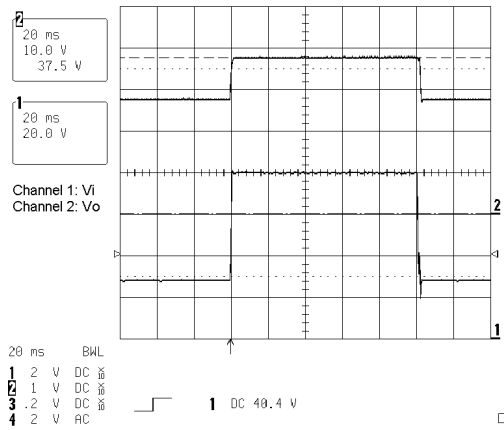 2
20 ms
10.0 V
37.5 V
1
20 ms
20.0 V
Channel 1: Vi
Channel 2: Vo
2
1
20 ms BWL
1 2 V DC X10
2 1 V DC X10
3 .2 V DC X10
4 2 V AC
1 DC 40.4 V